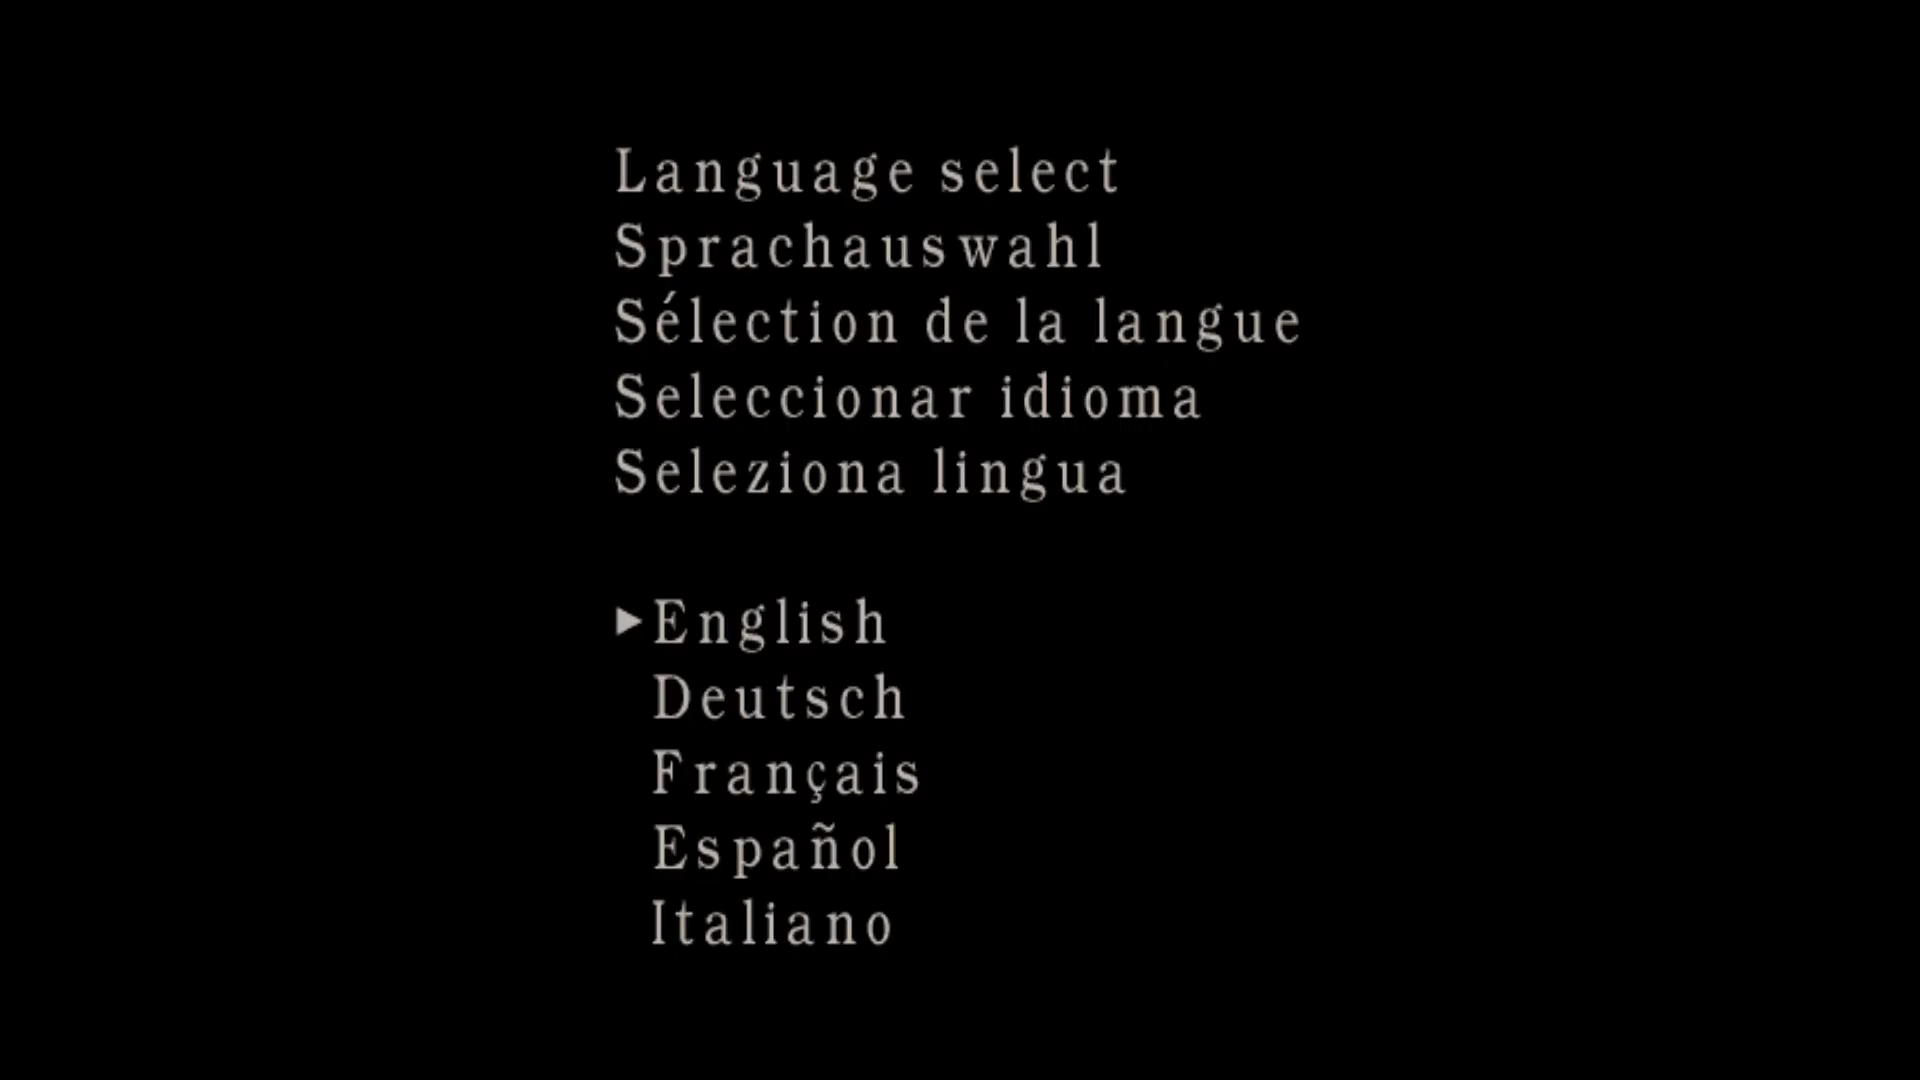 Language select
Sprachauswahl
Sélection de la langue
Seleccionar idioma
Seleziona lingua
▶English
Deutsch
Français
Español
Italiano